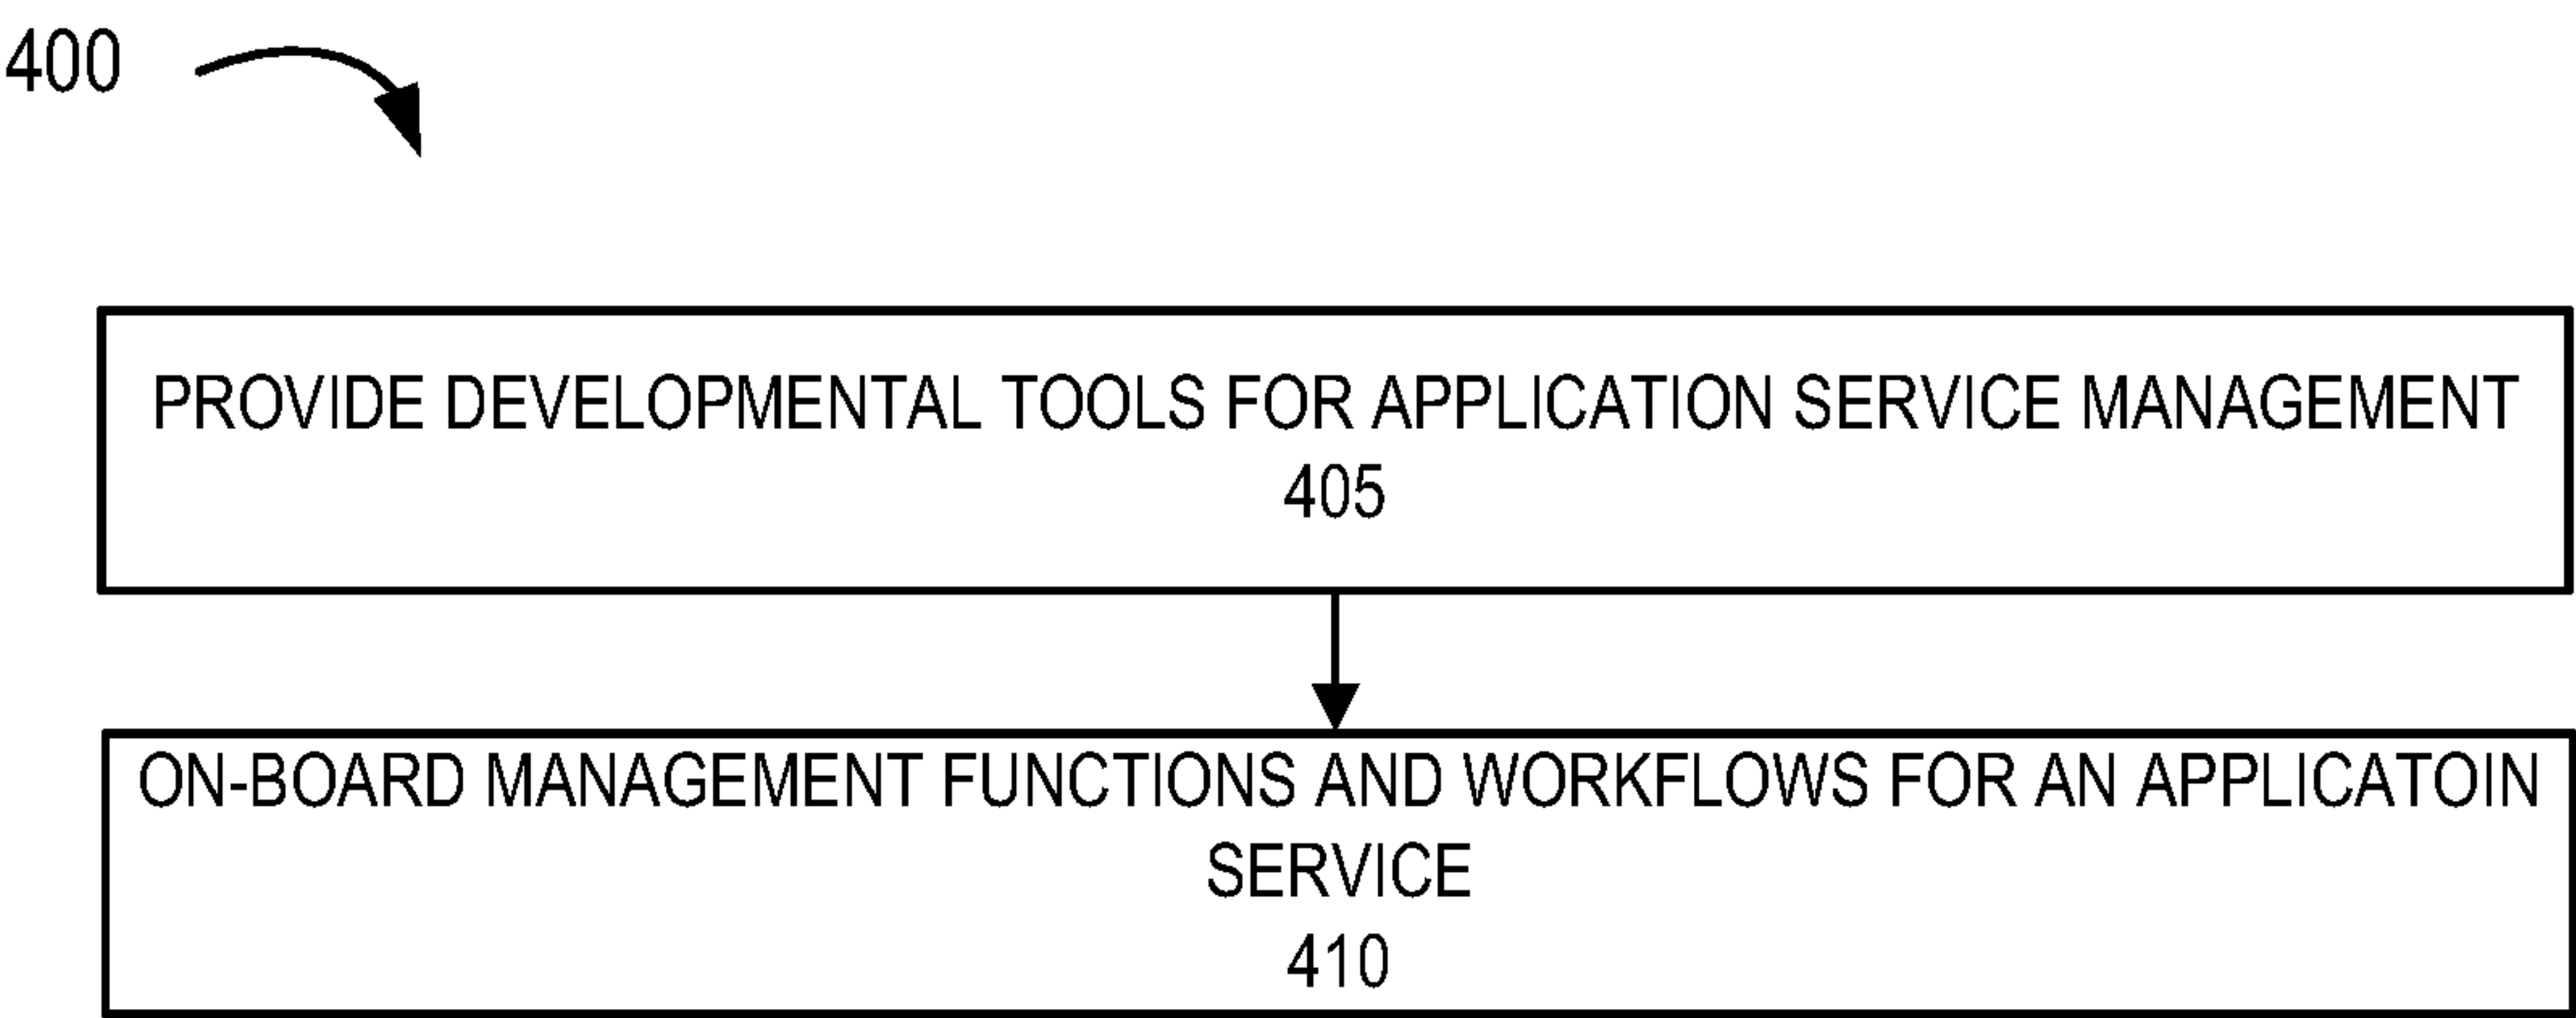 400
PROVIDE DEVELOPMENTAL TOOLS FOR APPLICATION SERVICE MANAGEMENT
405
ON-BOARD MANAGEMENT FUNCTIONS AND WORKFLOWS FOR AN APPLICATOIN
SERVICE
410